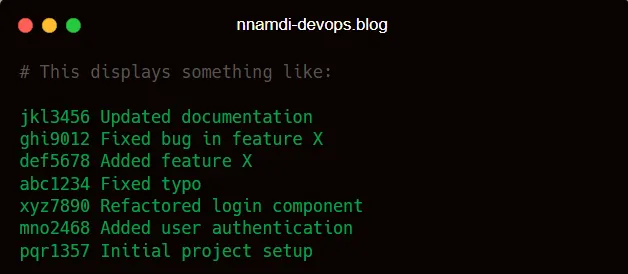 nnamdi-devops.blog
# This displays something like:
jkl3456 Updated documentation
ghi9012 Fixed bug in feature X
def5678 Added feature X
abc1234 Fixed typo
xyz7890 Refactored login component
mno2468 Added user authentication
pqr1357 Initial project setup